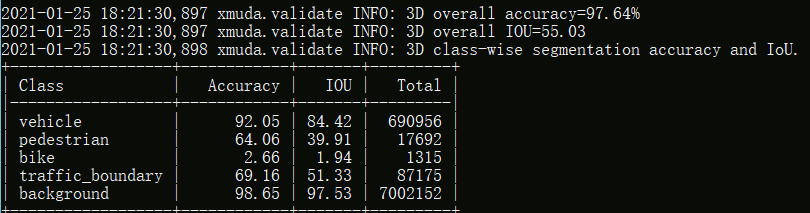 2021-01-25 18:21:30,897 xmuda.validate INFO: 3D overall accuracy=97.64%
2021-01-25 18:21:30,897 xmuda.validate INFO: 3D overall IOU=55.03
2021-01-25 18:21:30,898 xmuda.validate INFO: 3D class-wise segmentation accuracy and IoU.
+------------------+------------+-------+---------+
| Class            |   Accuracy |   IOU |   Total |
|------------------+------------+-------+---------|
| vehicle          |      92.05 | 84.42 |  690956 |
| pedestrian       |      64.06 | 39.91 |   17692 |
| bike             |       2.66 |  1.94 |    1315 |
| traffic_boundary |      69.16 | 51.33 |   87175 |
| background       |      98.65 | 97.53 | 7002152 |
+------------------+------------+-------+---------+